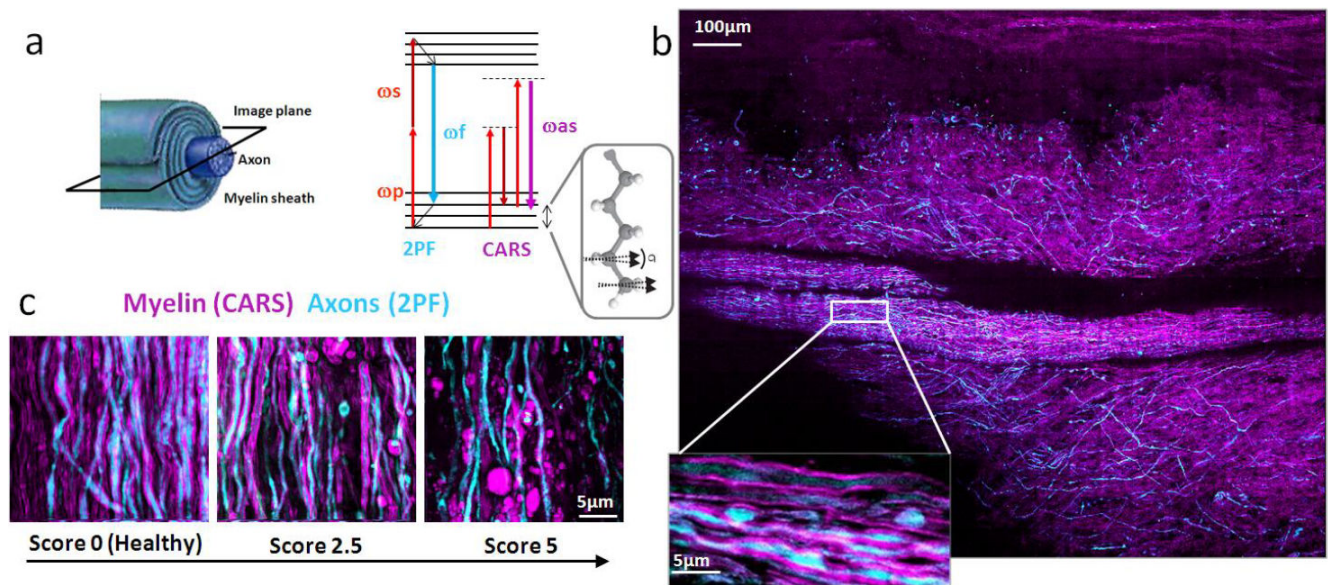 a
Image plane
Axon
Myelin sheath
ωs
ωf
ωp
ωas
2PF
CARS
σ
b
100µm
5µm
c
Myelin (CARS) Axons (2PF)
5µm
Score 0 (Healthy)
Score 2.5
Score 5